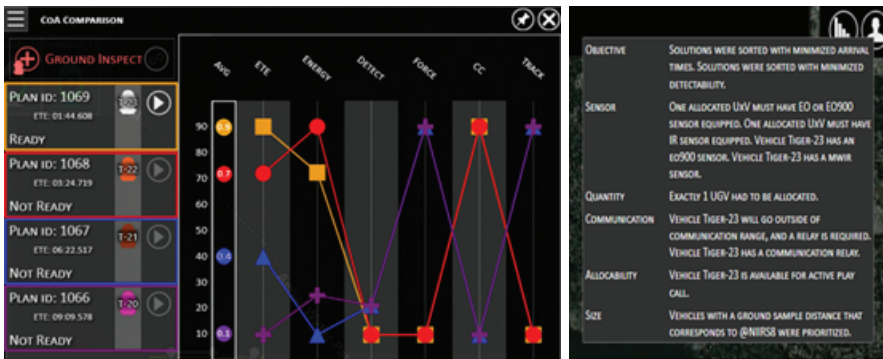 CoA Comparison
Ground Inspect
Plan id: 1069
T-23
ETE: 01:44.608
Ready
Plan id: 1068
T-22
ETE: 03:24.719
Not Ready
Plan id: 1067
T-21
ETE: 06:22.517
Not Ready
Plan id: 1066
T-20
ETE: 09:09.578
Not Ready
Avg ETE Energy Detect Force CC Track
90
80
70
60
50
40
30
20
10
0.9
0.7
0.4
0.1
Objective Solutions were sorted with minimized arrival
times. Solutions were sorted with minimized
detectability.
Sensor One allocated UxV must have EO or EO900
sensor equipped. One allocated UxV must have
IR sensor equipped. Vehicle Tiger-23 has an
eo900 sensor. Vehicle Tiger-23 has a MWIR
sensor.
Quantity Exactly 1 UGV had to be allocated.
Communication Vehicle Tiger-23 will go outside of
communication range, and a relay is required.
Vehicle Tiger-23 has a communication relay.
Allocability Vehicle Tiger-23 is available for active play
call.
Size Vehicles with a ground sample distance that
corresponds to @NIIRS8 were prioritized.